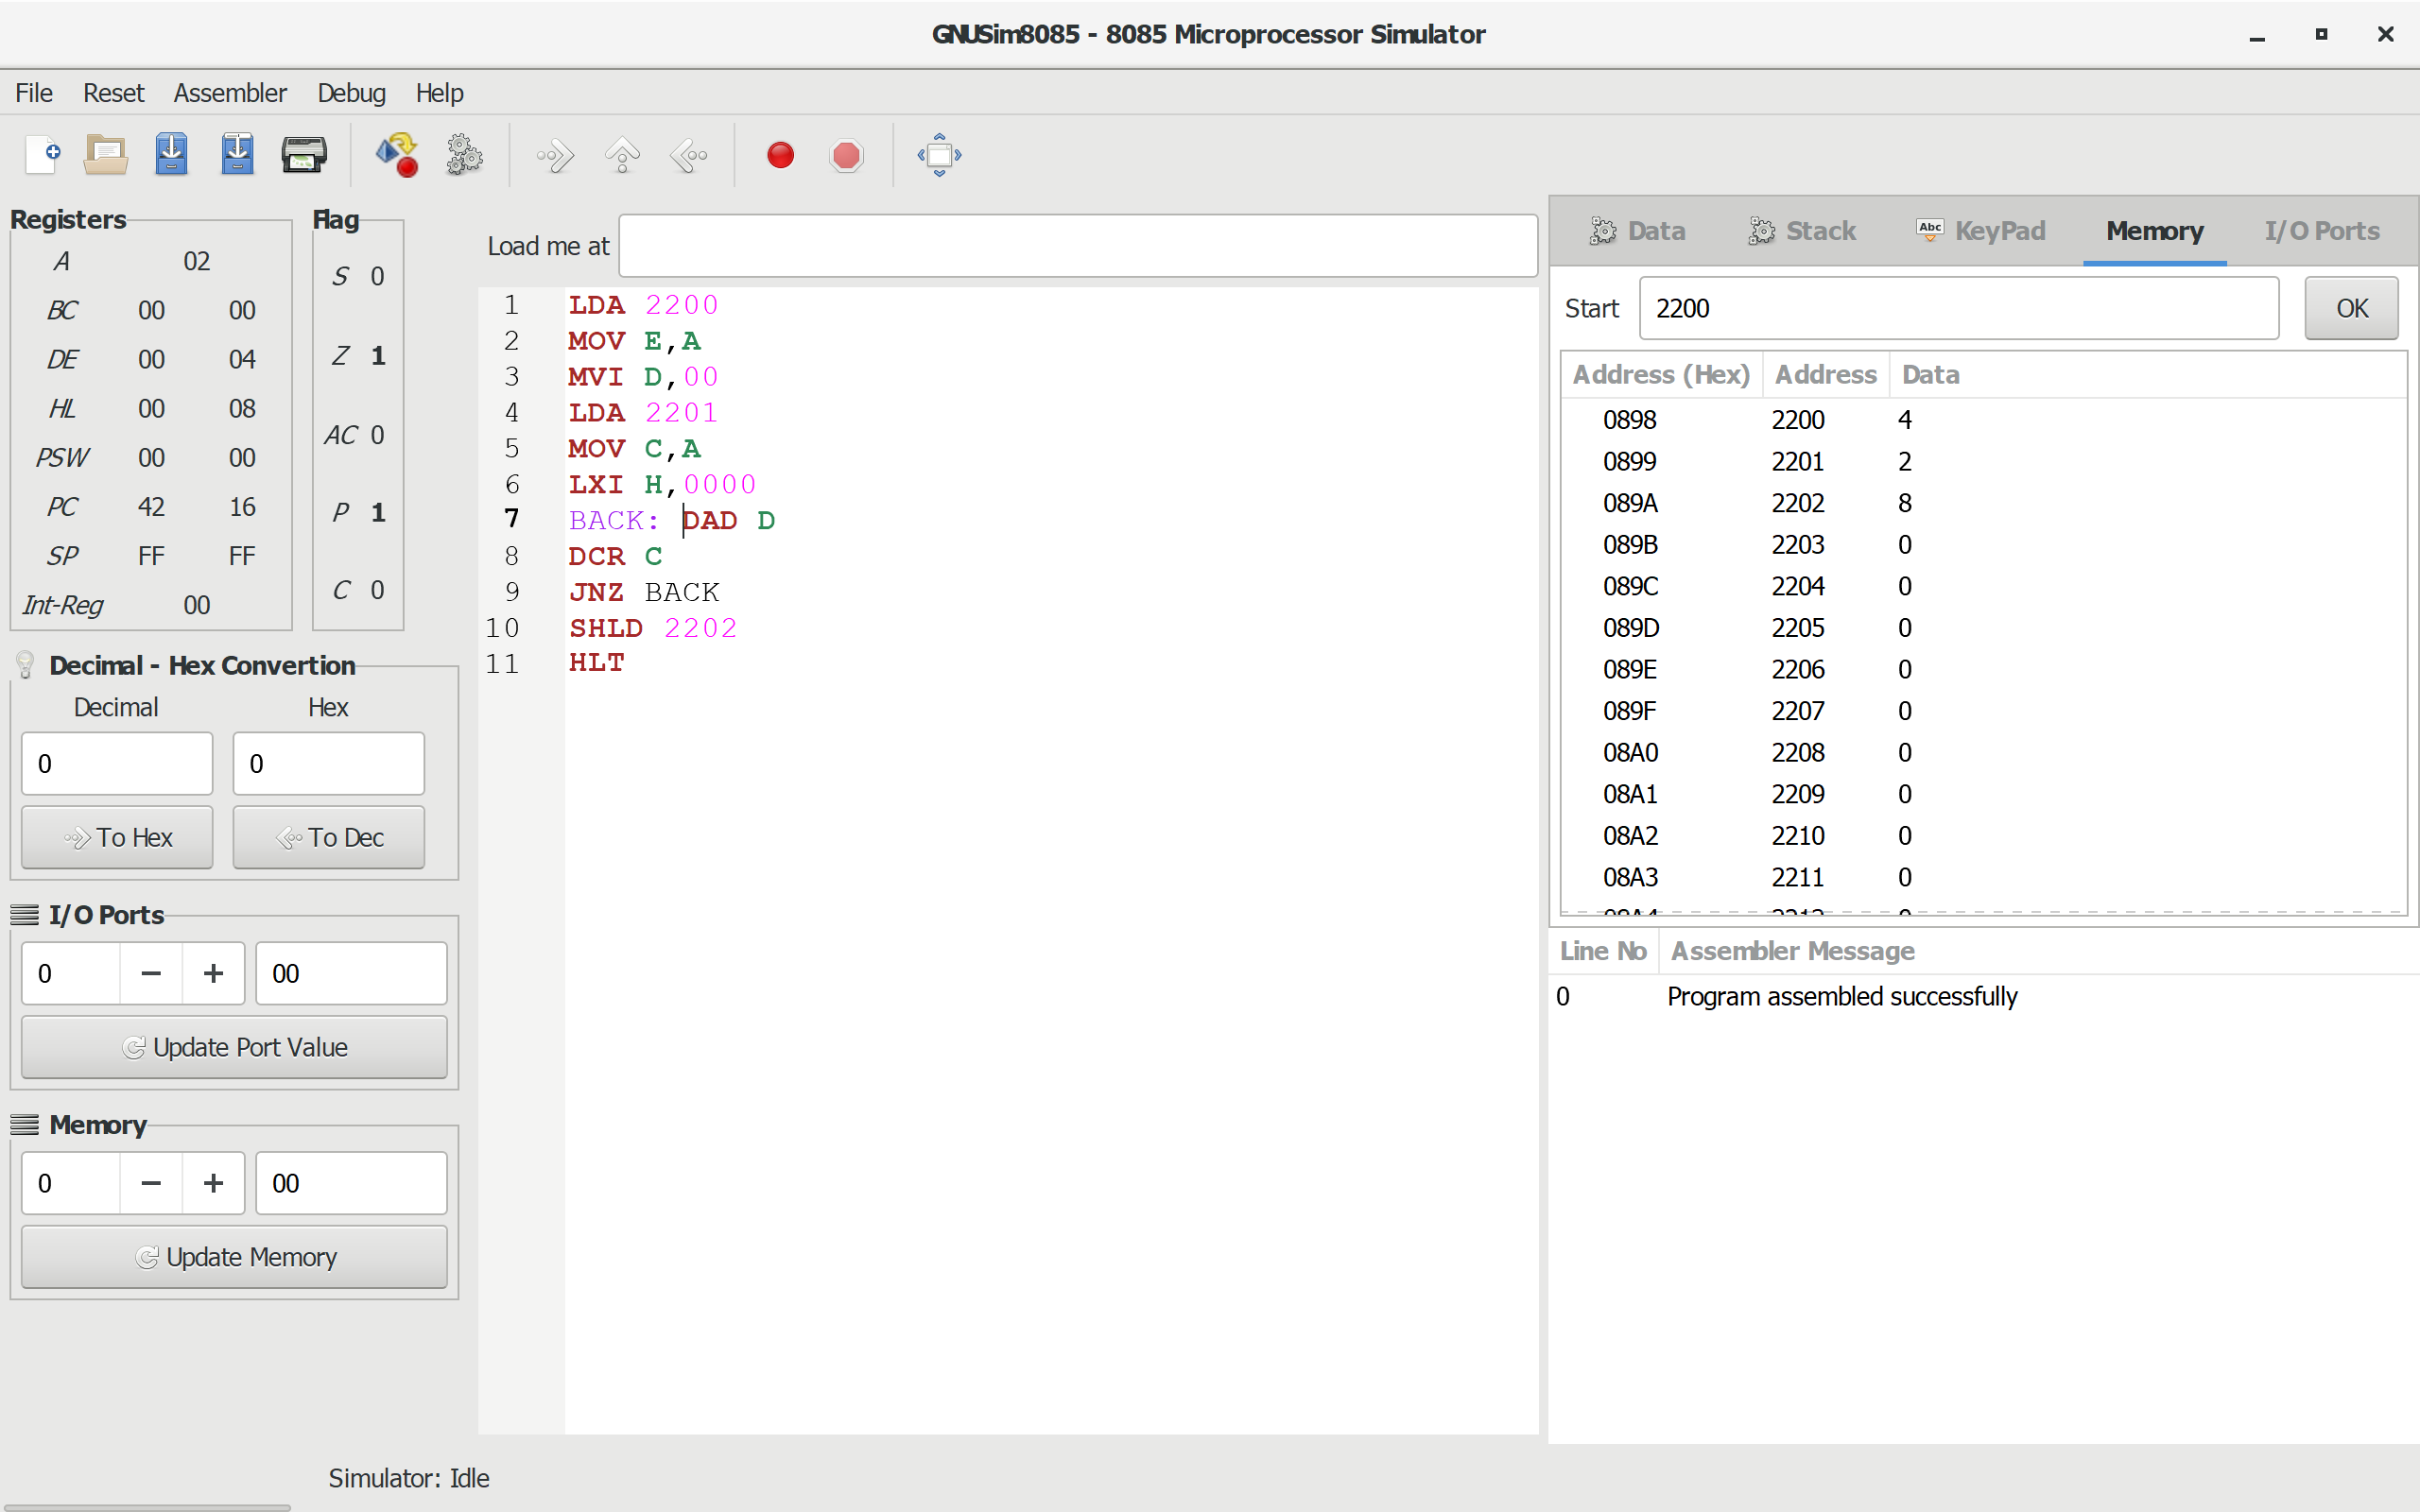 GNUSim8085 - 8085 Microprocessor Simulator
File Reset Assembler Debug Help
Registers
A 02
BC 00 00
DE 00 04
HL 00 08
PSW 00 00
PC 42 16
SP FF FF
Int-Reg 00
Flag
S 0
Z 1
AC 0
P 1
C 0
Decimal - Hex Convertion
Decimal Hex
0 0
To Hex To Dec
I/O Ports
0 00
Update Port Value
Memory
0 00
Update Memory
Load me at
1 LDA 2200
2 MOV E,A
3 MVI D,00
4 LDA 2201
5 MOV C,A
6 LXI H,0000
7 BACK: DAD D
8 DCR C
9 JNZ BACK
10 SHLD 2202
11 HLT
Data Stack Abc KeyPad Memory I/O Ports
Start 2200 OK
Address (Hex) Address Data
0898 2200 4
0899 2201 2
089A 2202 8
089B 2203 0
089C 2204 0
089D 2205 0
089E 2206 0
089F 2207 0
08A0 2208 0
08A1 2209 0
08A2 2210 0
08A3 2211 0
08A4 2212 0
Line No Assembler Message
0 Program assembled successfully
Simulator: Idle